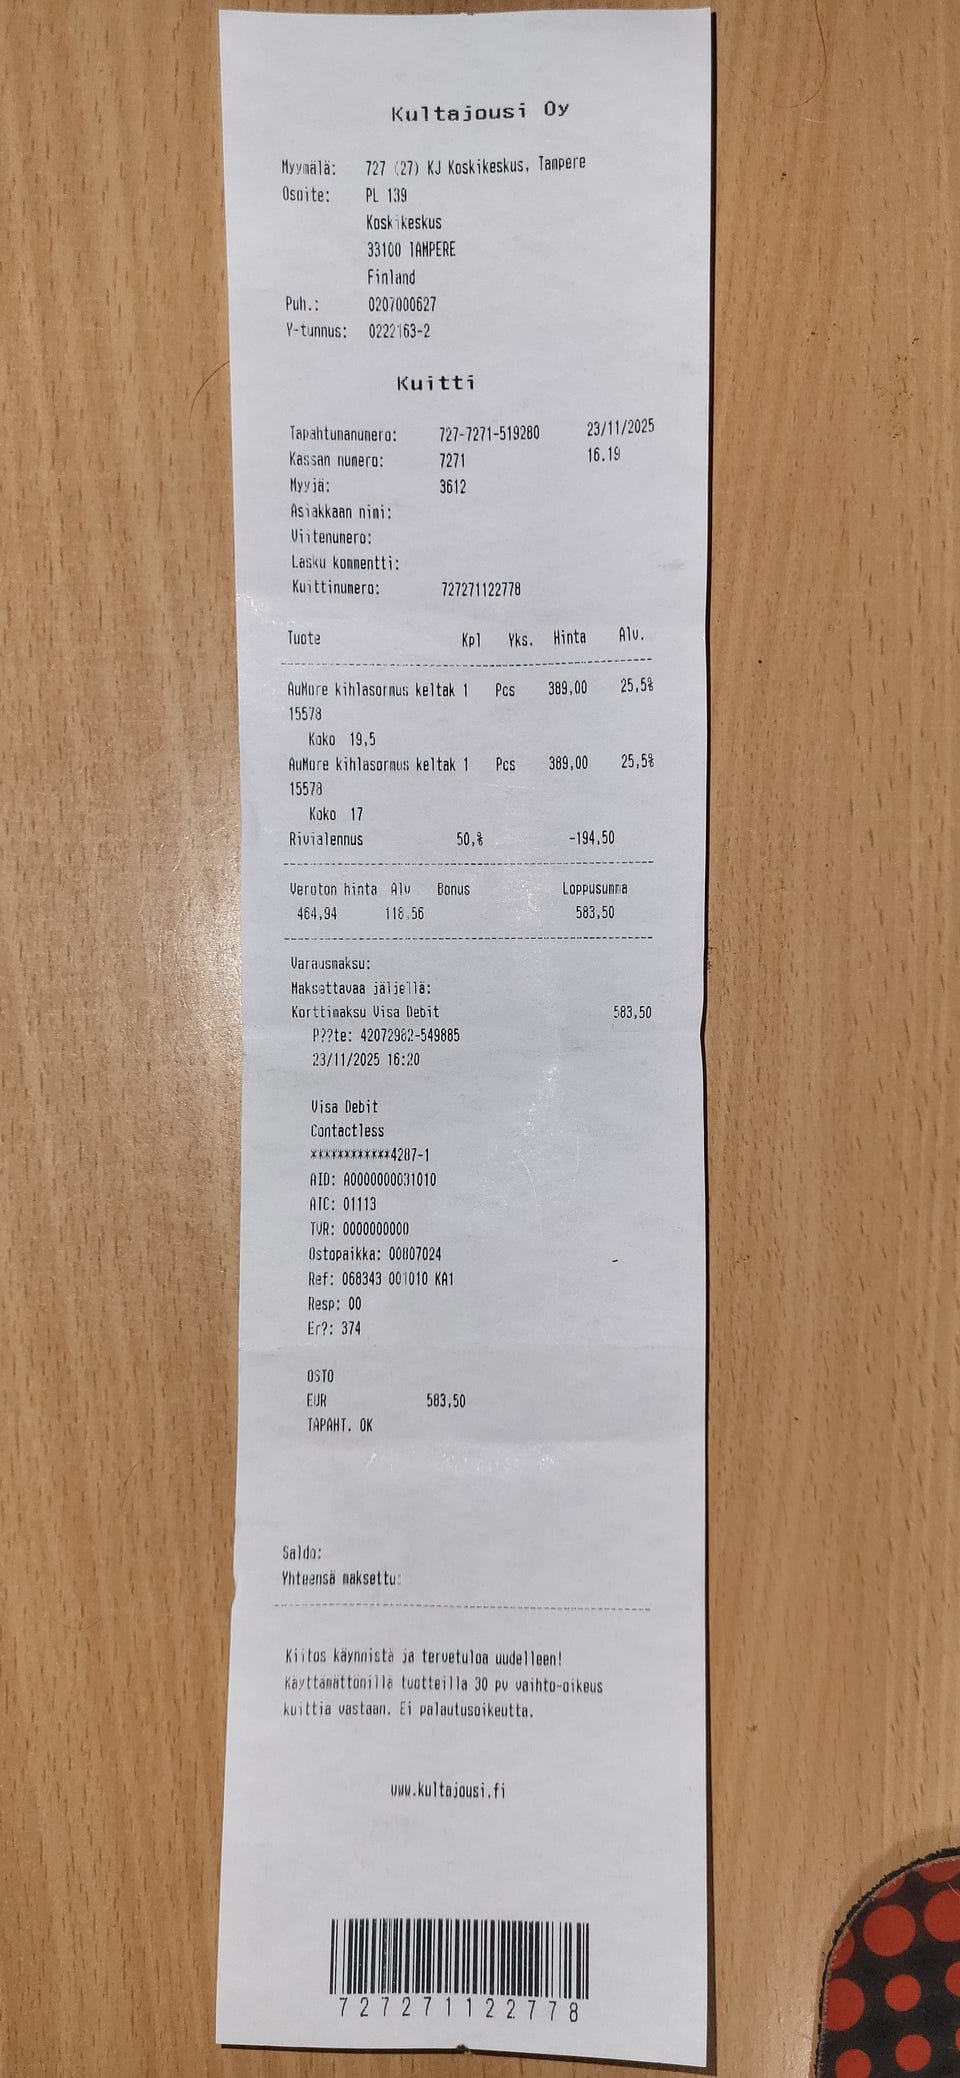 Kultajousi Oy
Myymälä: 727 (27) KJ Koskikeskus, Tampere
Osoite: PL 139
Koskikeskus
33100 TAMPERE
Finland
Puh.: 0207000627
Y-tunnus: 0222163-2
Kuitti
Tapahtumanumero: 727-7271-519280 23/11/2025
Kassan numero: 7271 16.19
Myyjä: 3612
Asiakkaan nimi:
Viitenumero:
Lasku kommentti:
Kuittinumero: 727271122778
Tuote Kpl Yks. Hinta Alv.
AuMore kihlasormus keltak 1 Pcs 389,00 25,5%
15578
Koko 19,5
AuMore kihlasormus keltak 1 Pcs 389,00 25,5%
15578
Koko 17
Rivialennus 50,% -194,50
Veroton hinta Alv Bonus Loppusumma
464,94 118,56 583,50
Varausmaksu:
Maksettavaa jäljellä:
Korttimaksu Visa Debit 583,50
P??te: 42072982-549885
23/11/2025 16:20
Visa Debit
Contactless
************4287-1
AID: A0000000031010
ATC: 01113
TVR: 0000000000
Ostopaikka: 00807024
Ref: 068343 001010 KA1
Resp: 00
Er?: 374
OSTO
EUR 583,50
TAPAHT. OK
Saldo:
Yhteensä maksettu:
Kiitos käynnistä ja tervetuloa uudelleen!
Käyttämättömillä tuotteilla 30 pv vaihto-oikeus
kuittia vastaan. Ei palautusoikeutta.
www.kultajousi.fi
727271122778